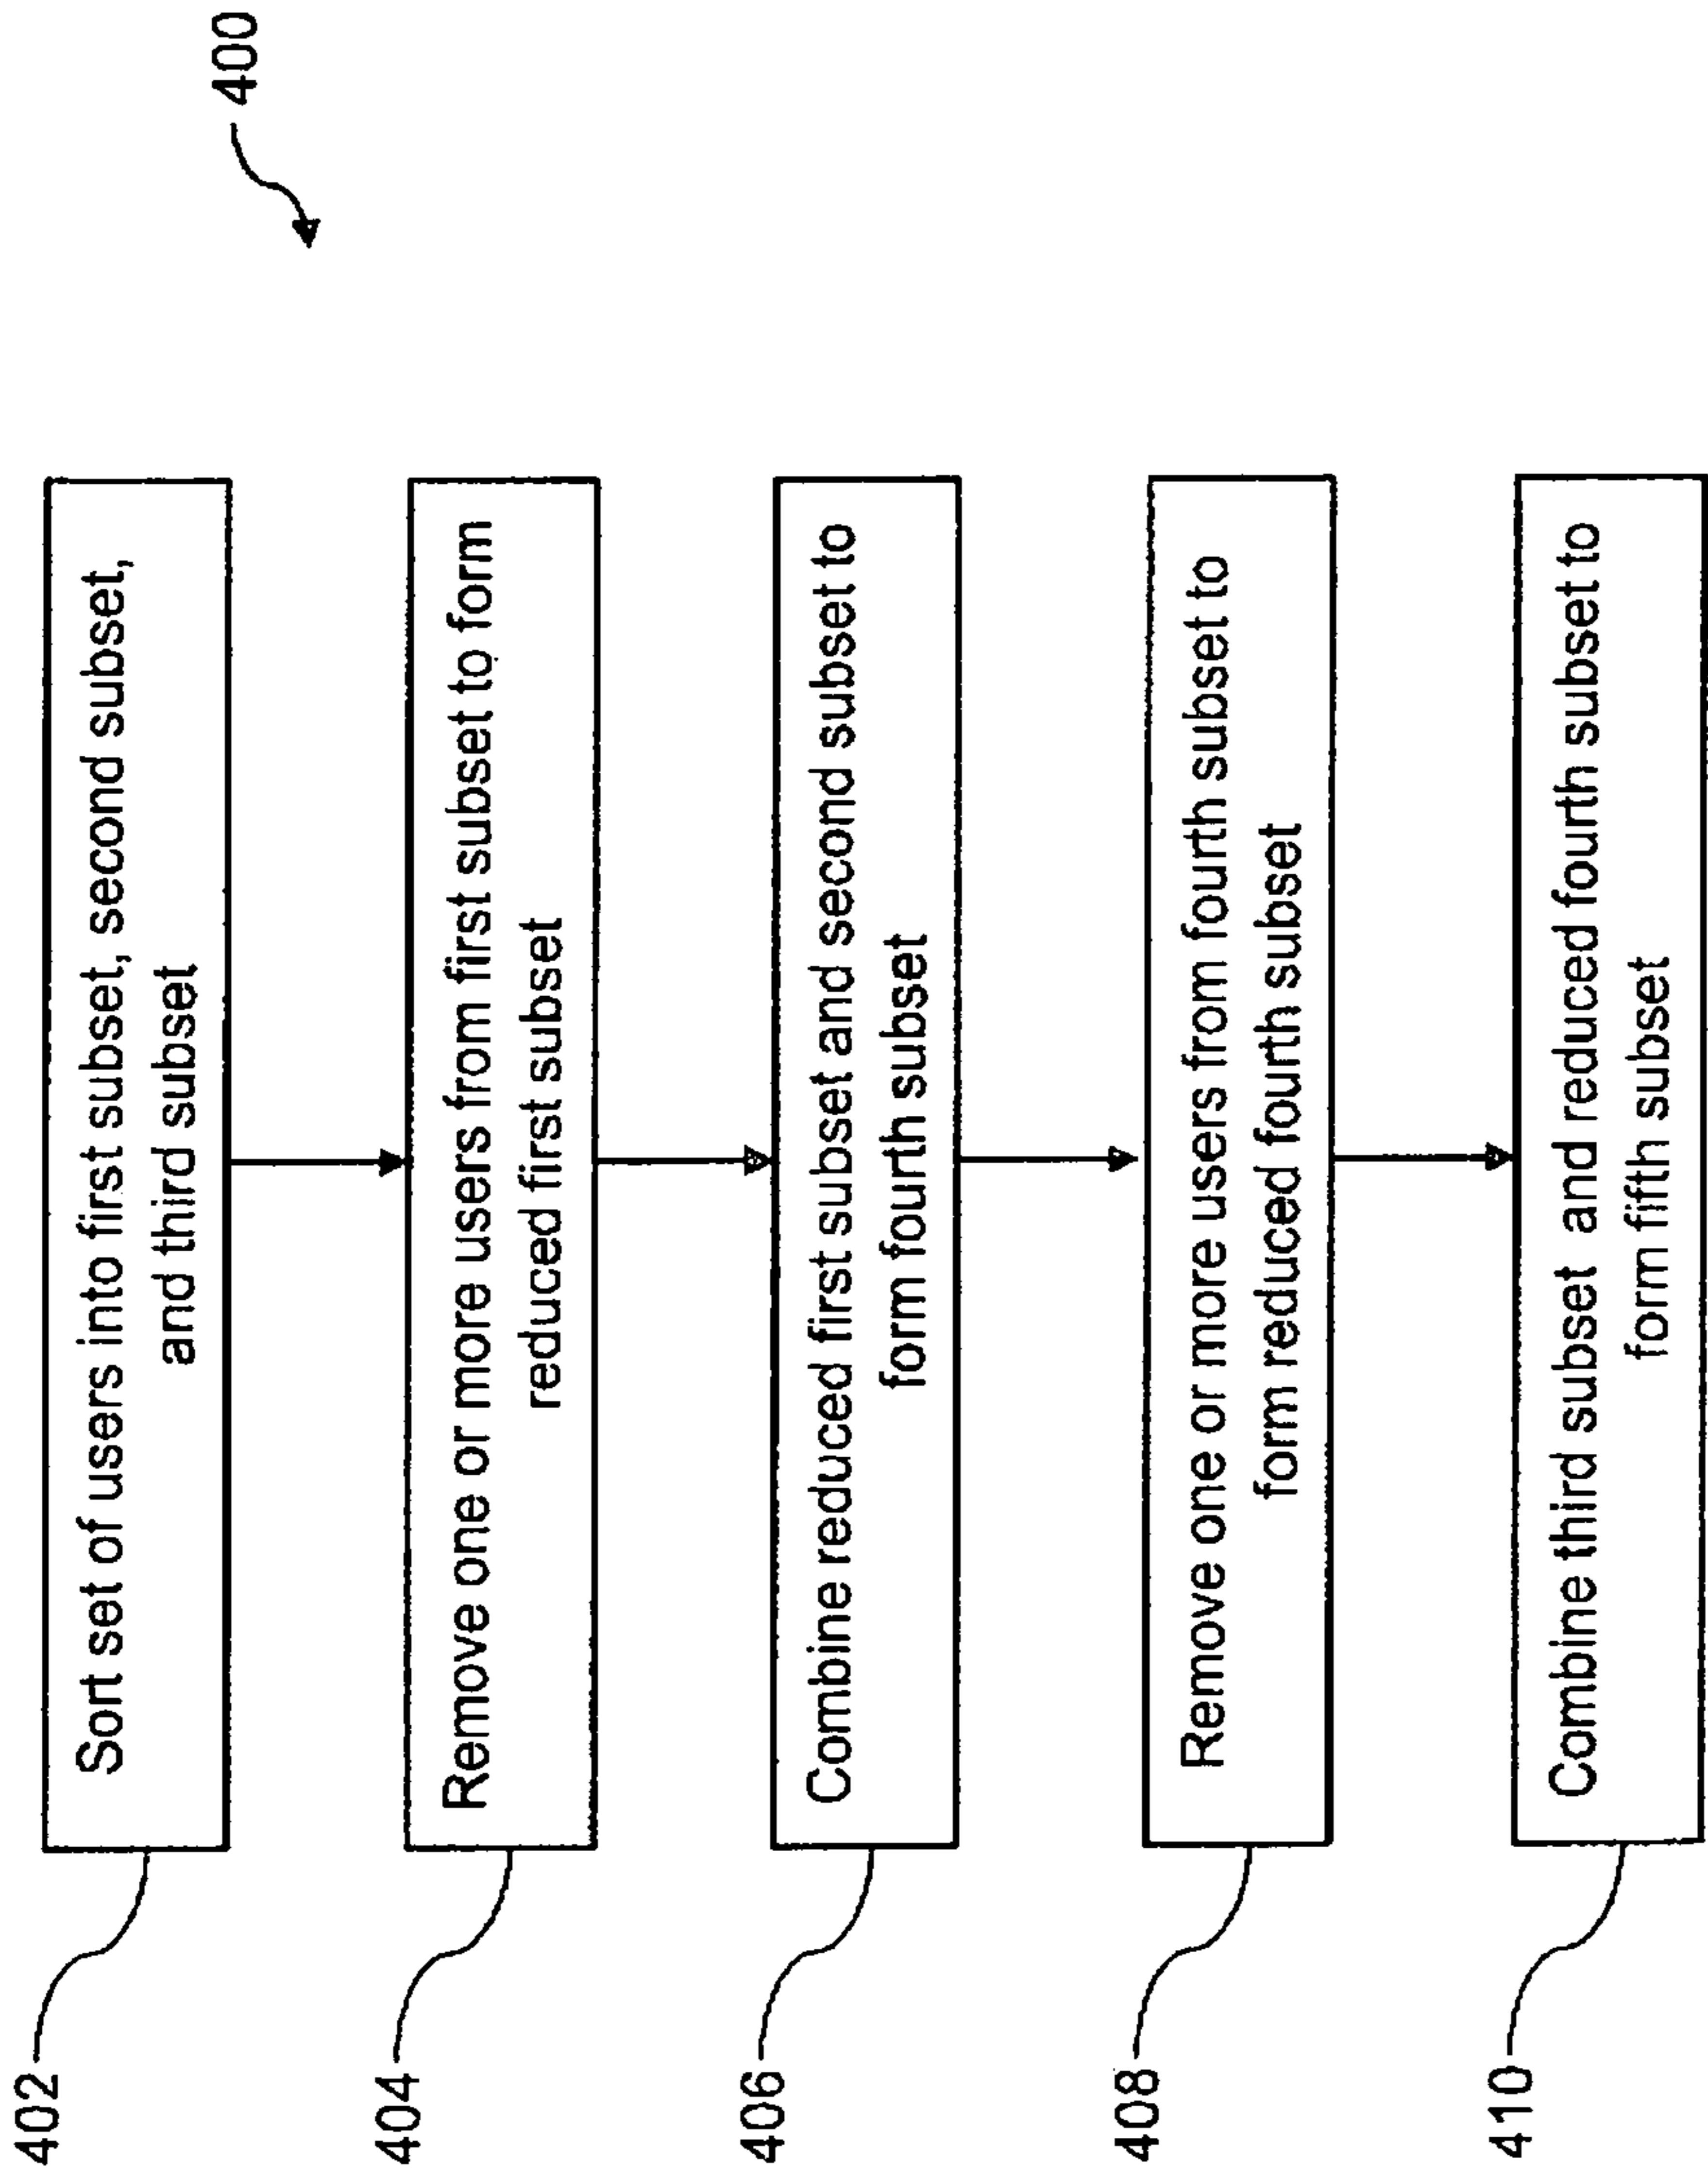 400
402
Sort set of users into first subset, second subset,
and third subset
404
Remove one or more users from first subset to form
reduced first subset
406
Combine reduced first subset and second subset to
form fourth subset
408
Remove one or more users from fourth subset to
form reduced fourth subset
410
Combine third subset and reduced fourth subset to
form fifth subset